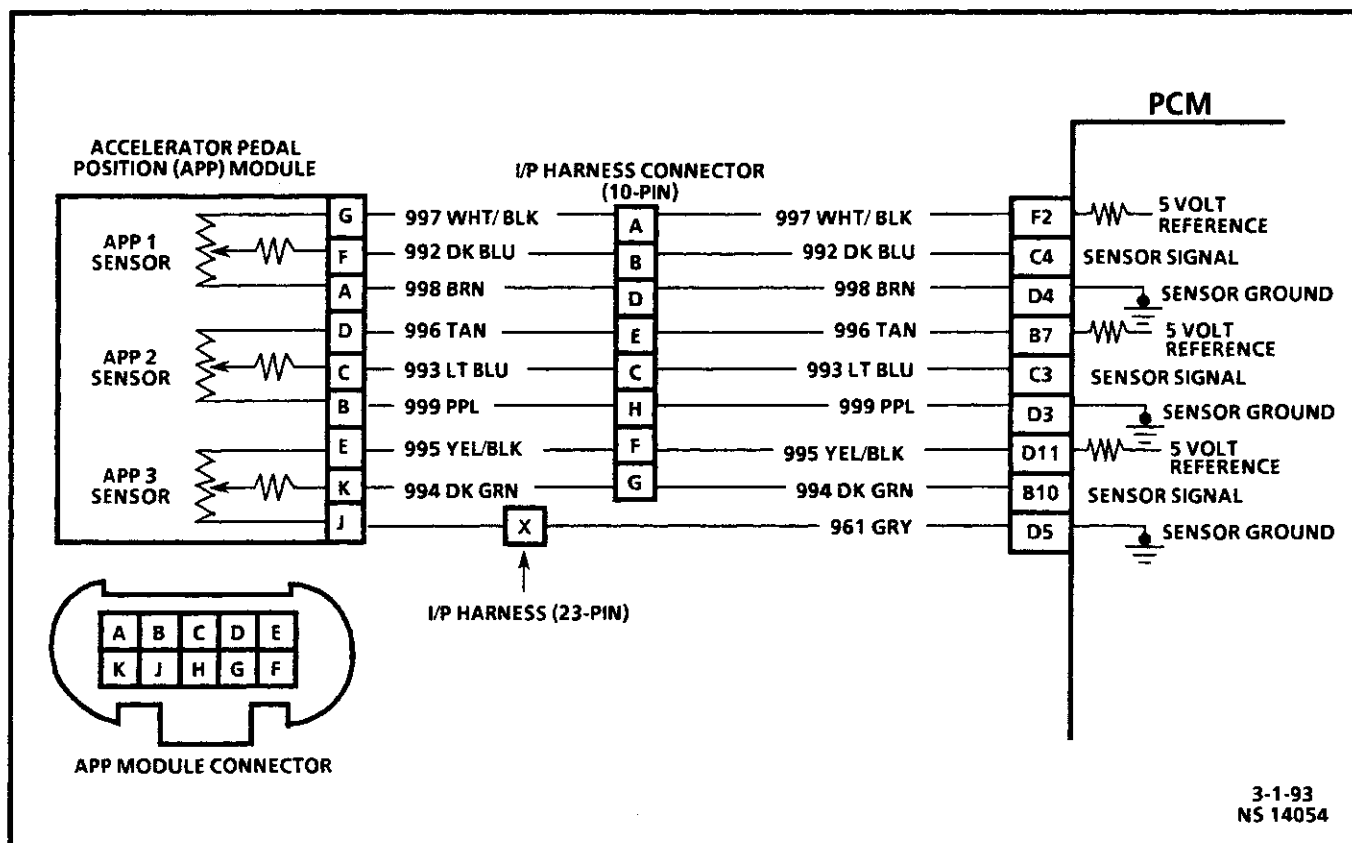 PCM
ACCELERATOR PEDAL
POSITION (APP) MODULE
I/P HARNESS CONNECTOR
(10-PIN)
APP 1
SENSOR
G 997 WHT/ BLK A 997 WHT/ BLK F2 5 VOLT
REFERENCE
F 992 DK BLU B 992 DK BLU C4 SENSOR SIGNAL
A 998 BRN D 998 BRN D4 SENSOR GROUND
APP 2
SENSOR
D 996 TAN E 996 TAN B7 5 VOLT
REFERENCE
C 993 LT BLU C 993 LT BLU C3 SENSOR SIGNAL
B 999 PPL H 999 PPL D3 SENSOR GROUND
APP 3
SENSOR
E 995 YEL/BLK F 995 YEL/BLK D11 5 VOLT
REFERENCE
K 994 DK GRN G 994 DK GRN B10 SENSOR SIGNAL
J X 961 GRY D5 SENSOR GROUND
I/P HARNESS (23-PIN)
A B C D E
K J H G F
APP MODULE CONNECTOR
3-1-93
NS 14054